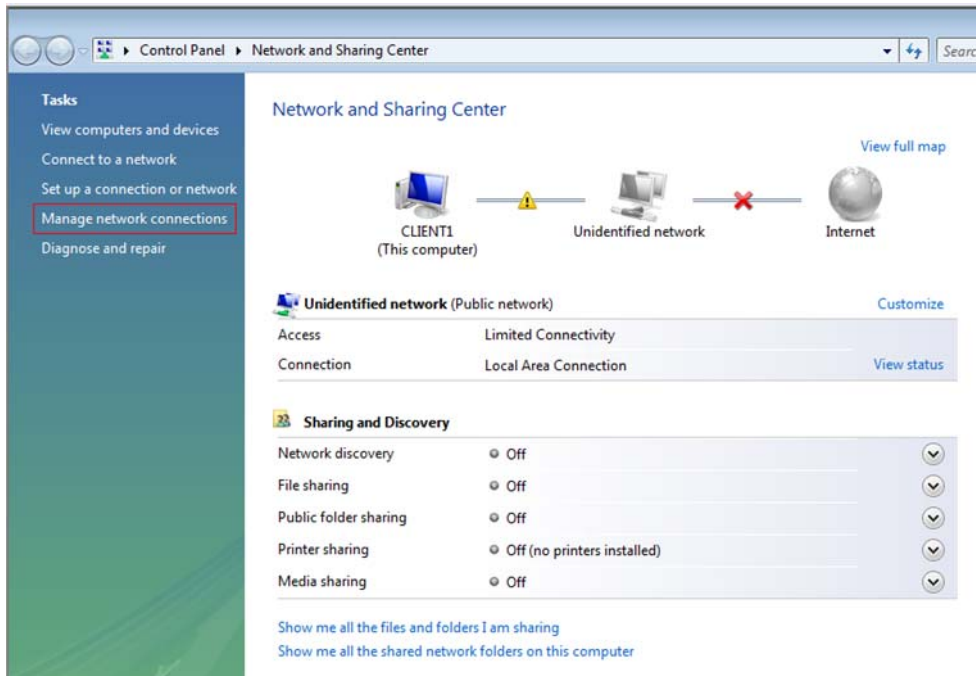 Control Panel ▸ Network and Sharing Center
Searc
Tasks
View computers and devices
Connect to a network
Set up a connection or network
Manage network connections
Diagnose and repair
Network and Sharing Center
View full map
CLIENT1
(This computer)
Unidentified network
Internet
Unidentified network (Public network)
Customize
Access Limited Connectivity
Connection Local Area Connection View status
Sharing and Discovery
Network discovery Off
File sharing Off
Public folder sharing Off
Printer sharing Off (no printers installed)
Media sharing Off
Show me all the files and folders I am sharing
Show me all the shared network folders on this computer